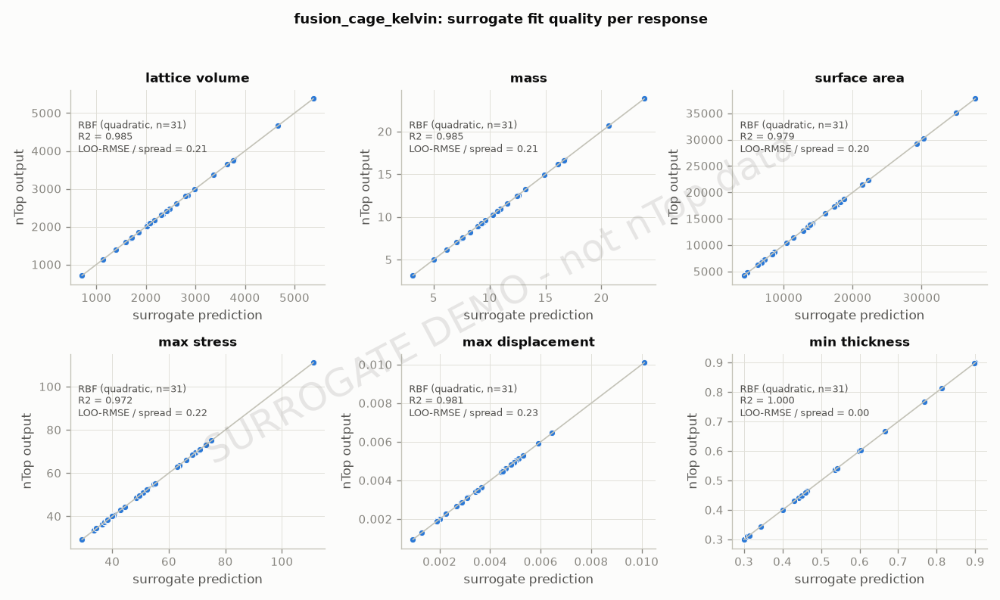 fusion_cage_kelvin: surrogate fit quality per response
lattice volume
RBF (quadratic, n=31)
R2 = 0.985
LOO-RMSE / spread = 0.21
nTop output
5000
4000
3000
2000
1000
1000 2000 3000 4000 5000
surrogate prediction
mass
RBF (quadratic, n=31)
R2 = 0.985
LOO-RMSE / spread = 0.21
nTop output
20
15
10
5
5 10 15 20
surrogate prediction
surface area
RBF (quadratic, n=31)
R2 = 0.979
LOO-RMSE / spread = 0.20
nTop output
35000
30000
25000
20000
15000
10000
5000
10000 20000 30000
surrogate prediction
max stress
RBF (quadratic, n=31)
R2 = 0.972
LOO-RMSE / spread = 0.22
nTop output
100
80
60
40
40 60 80 100
surrogate prediction
max displacement
RBF (quadratic, n=31)
R2 = 0.981
LOO-RMSE / spread = 0.23
nTop output
0.010
0.008
0.006
0.004
0.002
0.002 0.004 0.006 0.008 0.010
surrogate prediction
min thickness
RBF (quadratic, n=31)
R2 = 1.000
LOO-RMSE / spread = 0.00
nTop output
0.9
0.8
0.7
0.6
0.5
0.4
0.3
0.3 0.4 0.5 0.6 0.7 0.8 0.9
surrogate prediction
SURROGATE DEMO - not nTop data